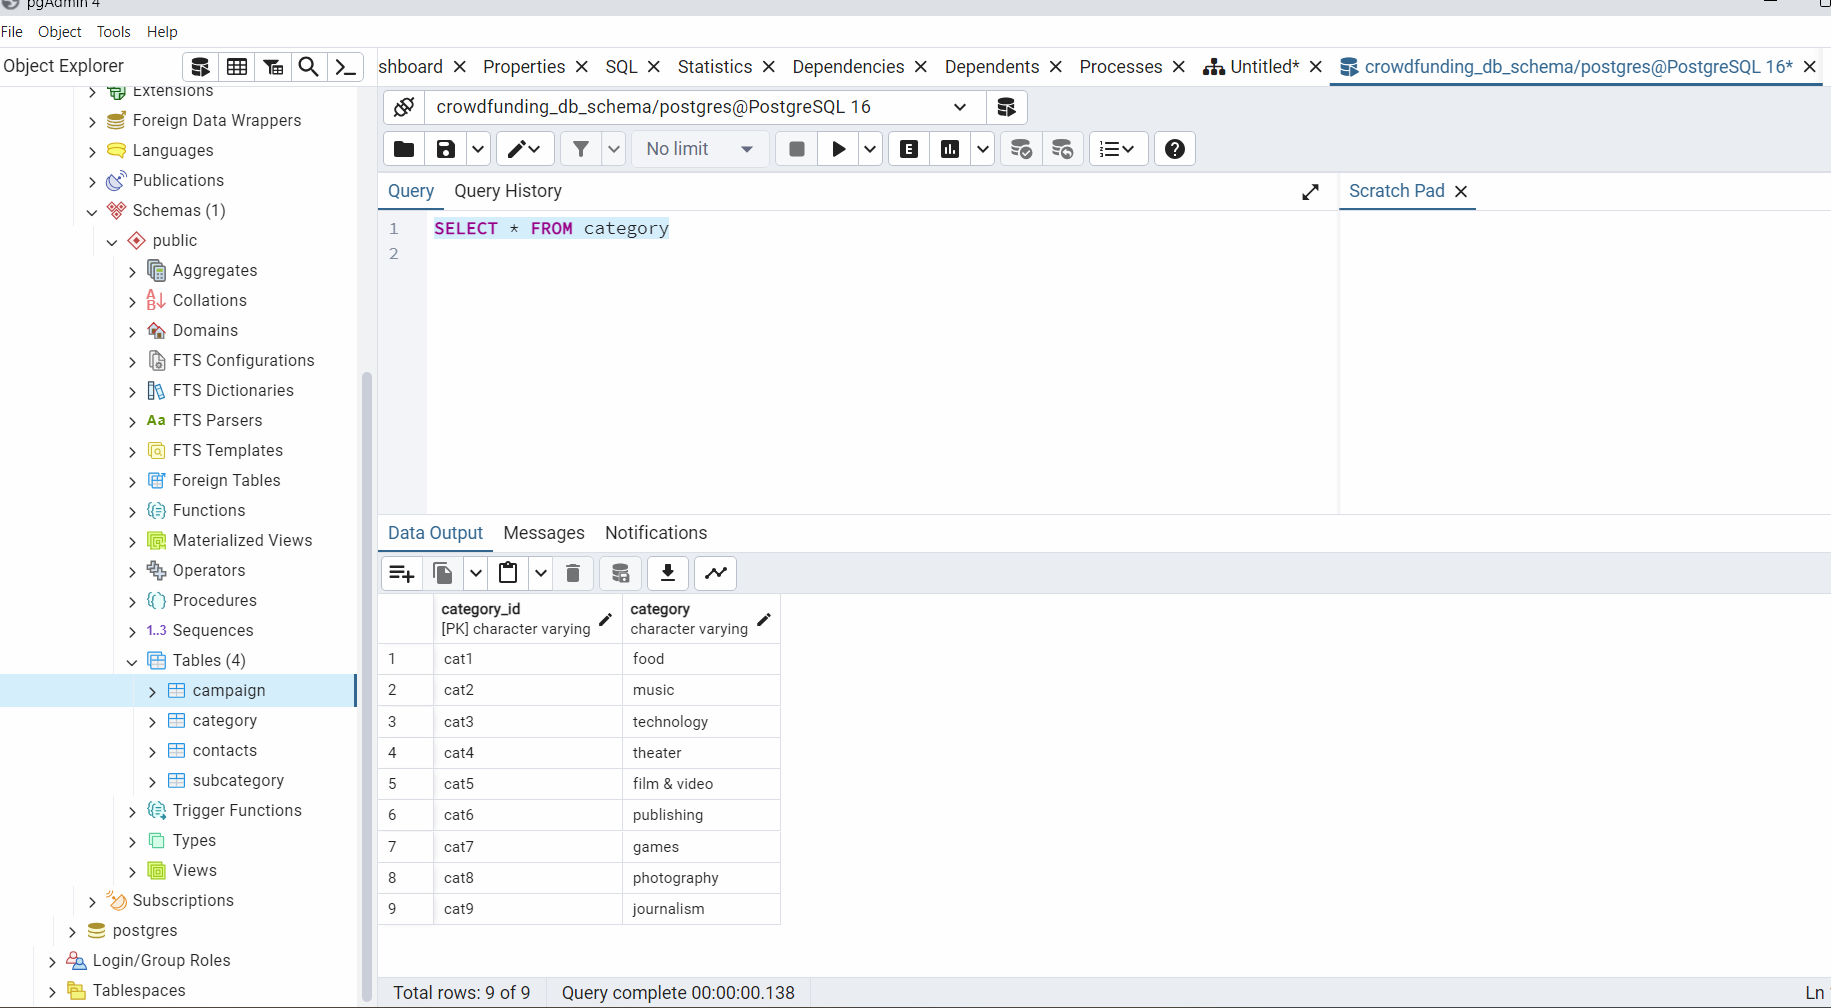 pgAdmin 4
File Object Tools Help
Object Explorer
shboard Properties SQL Statistics Dependencies Dependents Processes Untitled* crowdfunding_db_schema/postgres@PostgreSQL 16*
Extensions
Foreign Data Wrappers
Languages
Publications
Schemas (1)
public
Aggregates
Collations
Domains
FTS Configurations
FTS Dictionaries
Aa FTS Parsers
FTS Templates
Foreign Tables
Functions
Materialized Views
Operators
Procedures
1..3 Sequences
Tables (4)
campaign
category
contacts
subcategory
Trigger Functions
Types
Views
Subscriptions
postgres
Login/Group Roles
Tablespaces
crowdfunding_db_schema/postgres@PostgreSQL 16
No limit E
Query Query History
Scratch Pad
1 SELECT * FROM category
2
Data Output Messages Notifications
category_id category
[PK] character varying character varying
1 cat1 food
2 cat2 music
3 cat3 technology
4 cat4 theater
5 cat5 film & video
6 cat6 publishing
7 cat7 games
8 cat8 photography
9 cat9 journalism
Total rows: 9 of 9 Query complete 00:00:00.138 Ln